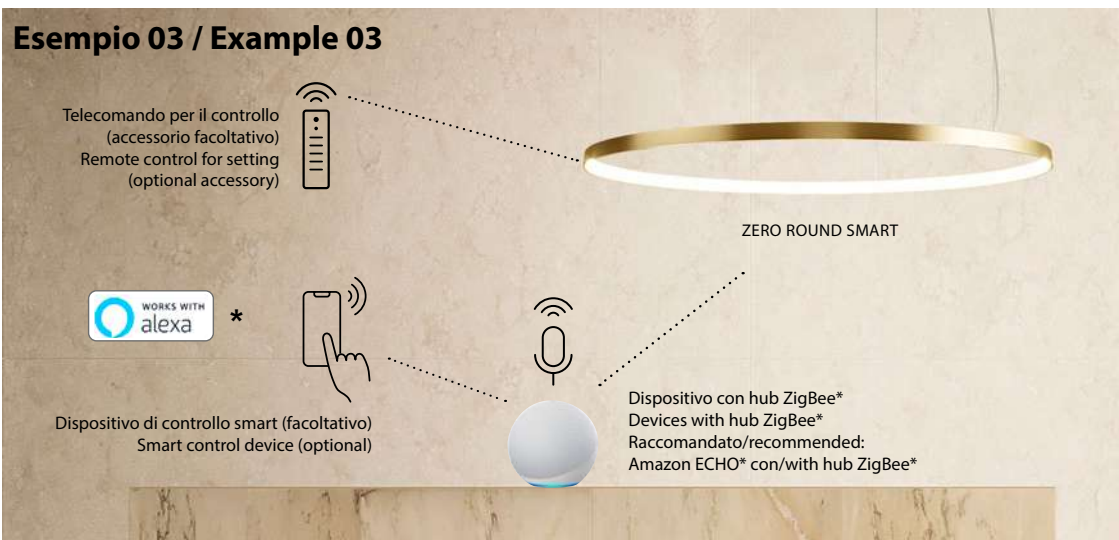 Esempio 03 / Example 03
Telecomando per il controllo
(accessorio facoltativo)
Remote control for setting
(optional accessory)
ZERO ROUND SMART
WORKS WITH
alexa
*
Dispositivo di controllo smart (facoltativo)
Smart control device (optional)
Dispositivo con hub ZigBee*
Devices with hub ZigBee*
Raccomandato/recommended:
Amazon ECHO* con/with hub ZigBee*